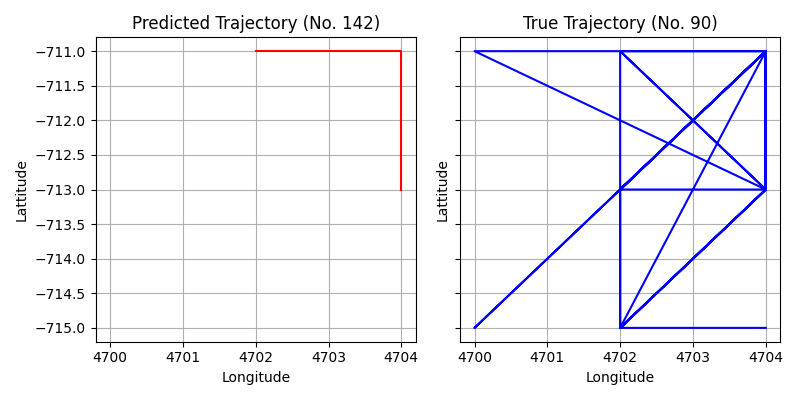 Predicted Trajectory (No. 142)
True Trajectory (No. 90)
−711.0
−711.5
−712.0
−712.5
−713.0
−713.5
−714.0
−714.5
−715.0
Lattitude
Lattitude
4700 4701 4702 4703 4704
4700 4701 4702 4703 4704
Longitude
Longitude